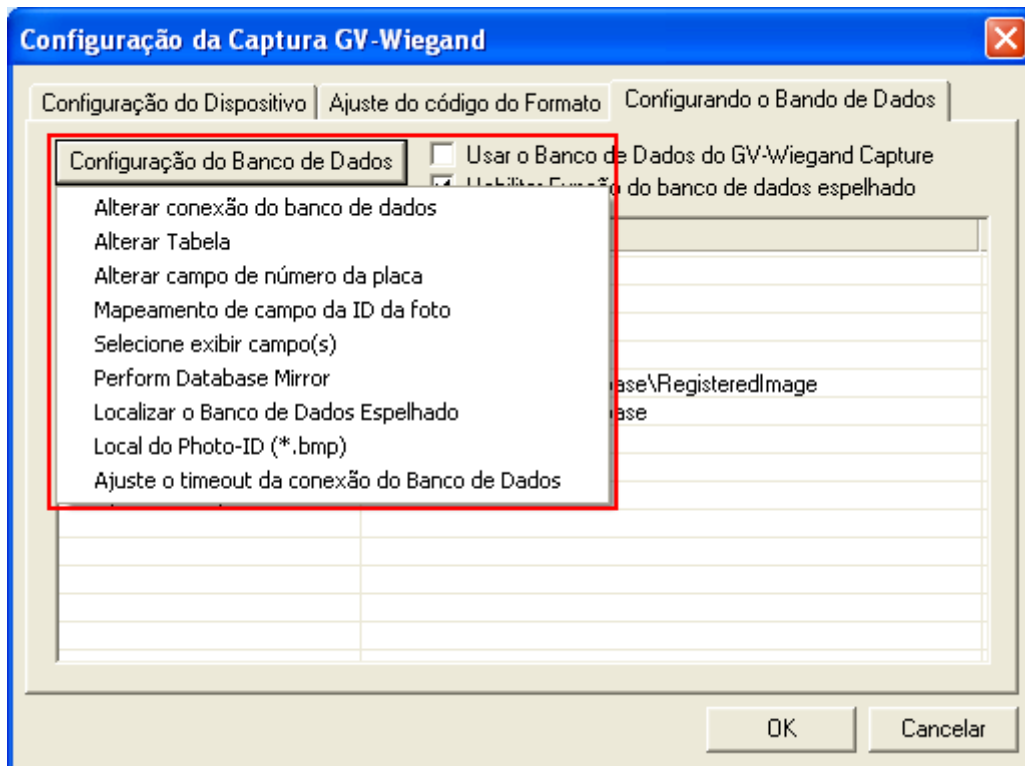 Configuração da Captura GV-Wiegand
Configuração do Dispositivo
Ajuste do código do Formato
Configurando o Bando de Dados
Configuração do Banco de Dados
Usar o Banco de Dados do GV-Wiegand Capture
Habilitar Função do banco de dados espelhado
Alterar conexão do banco de dados
Alterar Tabela
Alterar campo de número da placa
Mapeamento de campo da ID da foto
Selecione exibir campo(s)
Perform Database Mirror
ase\RegisteredImage
Localizar o Banco de Dados Espelhado
ase
Local do Photo-ID (*.bmp)
Ajuste o timeout da conexão do Banco de Dados
OK
Cancelar